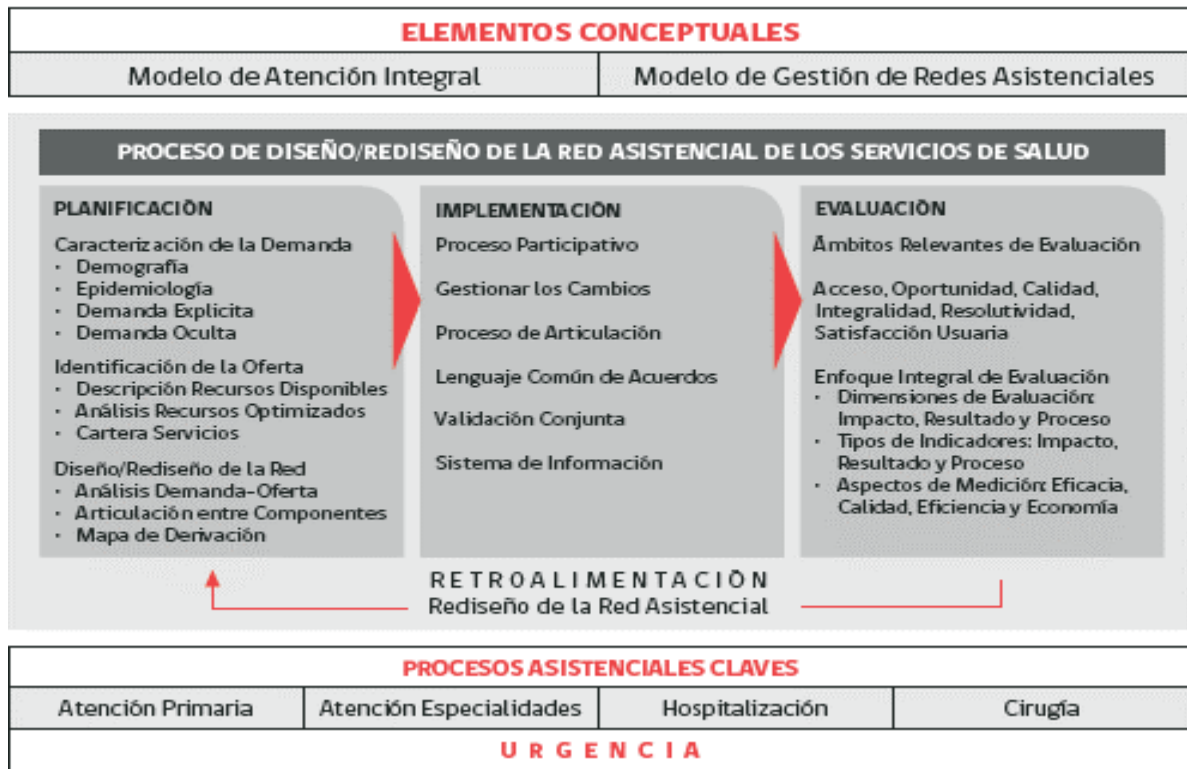 ELEMENTOS CONCEPTUALES
Modelo de Atención Integral
Modelo de Gestión de Redes Asistenciales
PROCESO DE DISEÑO/REDISEÑO DE LA RED ASISTENCIAL DE LOS SERVICIOS DE SALUD
PLANIFICACIÓN
Caracterización de la Demanda
• Demografía
• Epidemiología
• Demanda Explicita
• Demanda Oculta
Identificación de la Oferta
• Descripción Recursos Disponibles
• Análisis Recursos Optimizados
• Cartera Servicios
Diseño/Rediseño de la Red
• Análisis Demanda-Oferta
• Articulación entre Componentes
• Mapa de Derivación
IMPLEMENTACIÓN
Proceso Participativo
Gestionar los Cambios
Proceso de Articulación
Lenguaje Común de Acuerdos
Validación Conjunta
Sistema de Información
EVALUACIÓN
Ámbitos Relevantes de Evaluación
Acceso, Oportunidad, Calidad,
Integralidad, Resolutividad,
Satisfacción Usuaria
Enfoque Integral de Evaluación
• Dimensiones de Evaluación:
Impacto, Resultado y Proceso
• Tipos de Indicadores: Impacto,
Resultado y Proceso
• Aspectos de Medición: Eficacia,
Calidad, Eficiencia y Economía
RETROALIMENTACIÓN
Rediseño de la Red Asistencial
PROCESOS ASISTENCIALES CLAVES
Atención Primaria
Atención Especialidades
Hospitalización
Cirugía
URGENCIA